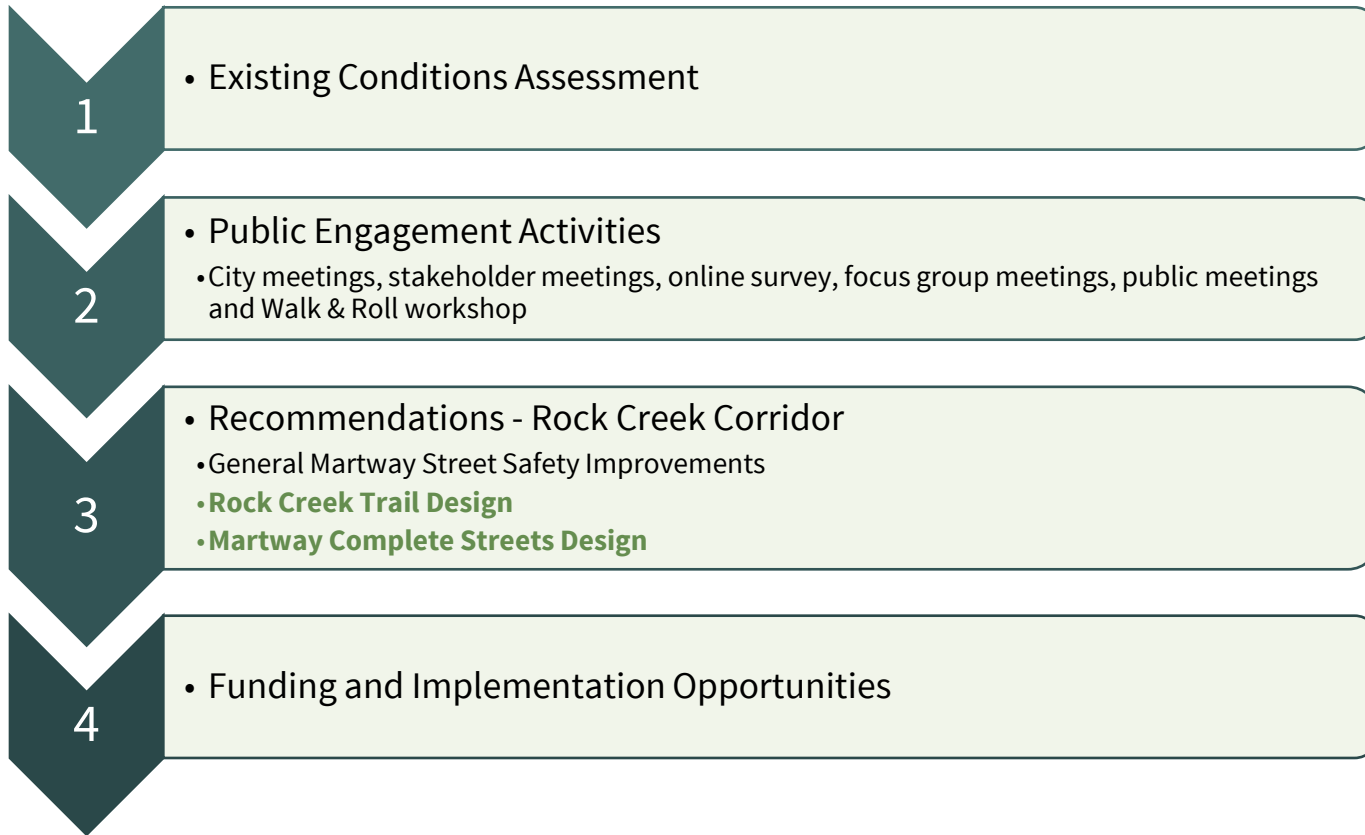 1
• Existing Conditions Assessment
2
• Public Engagement Activities
•City meetings, stakeholder meetings, online survey, focus group meetings, public meetings
and Walk & Roll workshop
3
• Recommendations - Rock Creek Corridor
•General Martway Street Safety Improvements
•Rock Creek Trail Design
•Martway Complete Streets Design
4
• Funding and Implementation Opportunities